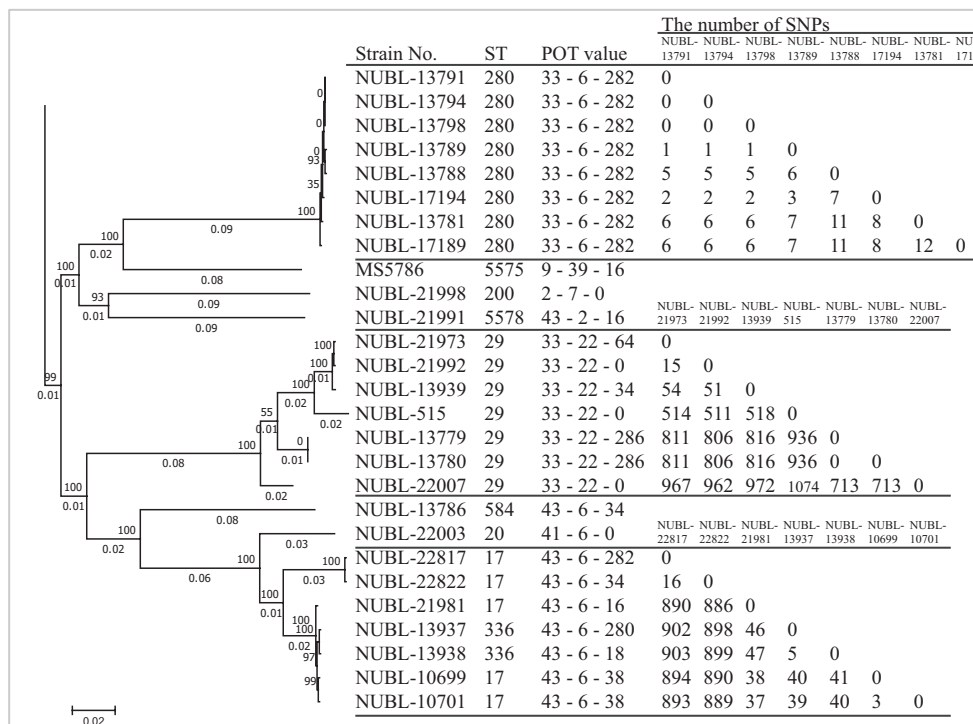 The number of SNPs
Strain No. ST POT value NUBL-13791 NUBL-13794 NUBL-13798 NUBL-13789 NUBL-13788 NUBL-17194 NUBL-13781
NUBL-13791 280 33 - 6 - 282 0
NUBL-13794 280 33 - 6 - 282 0 0
NUBL-13798 280 33 - 6 - 282 0 0 0
NUBL-13789 280 33 - 6 - 282 1 1 1 0
NUBL-13788 280 33 - 6 - 282 5 5 5 6 0
NUBL-17194 280 33 - 6 - 282 2 2 2 3 7 0
NUBL-13781 280 33 - 6 - 282 6 6 6 7 11 8 0
NUBL-17189 280 33 - 6 - 282 6 6 6 7 11 8 12 0
MS5786 5575 9 - 39 - 16
NUBL-21998 200 2 - 7 - 0
NUBL-21991 5578 43 - 2 - 16 NUBL-21973 NUBL-21992 NUBL-13939 NUBL-515 NUBL-13779 NUBL-13780 NUBL-22007
NUBL-21973 29 33 - 22 - 64 0
NUBL-21992 29 33 - 22 - 0 15 0
NUBL-13939 29 33 - 22 - 34 54 51 0
NUBL-515 29 33 - 22 - 0 514 511 518 0
NUBL-13779 29 33 - 22 - 286 811 806 816 936 0
NUBL-13780 29 33 - 22 - 286 811 806 816 936 0 0
NUBL-22007 29 33 - 22 - 0 967 962 972 1074 713 713 0
NUBL-13786 584 43 - 6 - 34
NUBL-22003 20 41 - 6 - 0 NUBL-22817 NUBL-22822 NUBL-21981 NUBL-13937 NUBL-13938 NUBL-10699 NUBL-10701
NUBL-22817 17 43 - 6 - 282 0
NUBL-22822 17 43 - 6 - 34 16 0
NUBL-21981 17 43 - 6 - 16 890 886 0
NUBL-13937 336 43 - 6 - 280 902 898 46 0
NUBL-13938 336 43 - 6 - 18 903 899 47 5 0
NUBL-10699 17 43 - 6 - 38 894 890 38 40 41 0
NUBL-10701 17 43 - 6 - 38 893 889 37 39 40 3 0
0
0
0
93
35
100
0.09
100
0.02
0.08
100
0.01
93
0.01
0.09
0.09
99
0.01
100
100
0.01
100
0.02
0.02
55
0.01
0
0.01
100
0.08
0.02
100
0.01
0.08
100
0.02
100
0.03
0.06
100
0.03
100
0.01
100
100
0.02
97
99
0.02